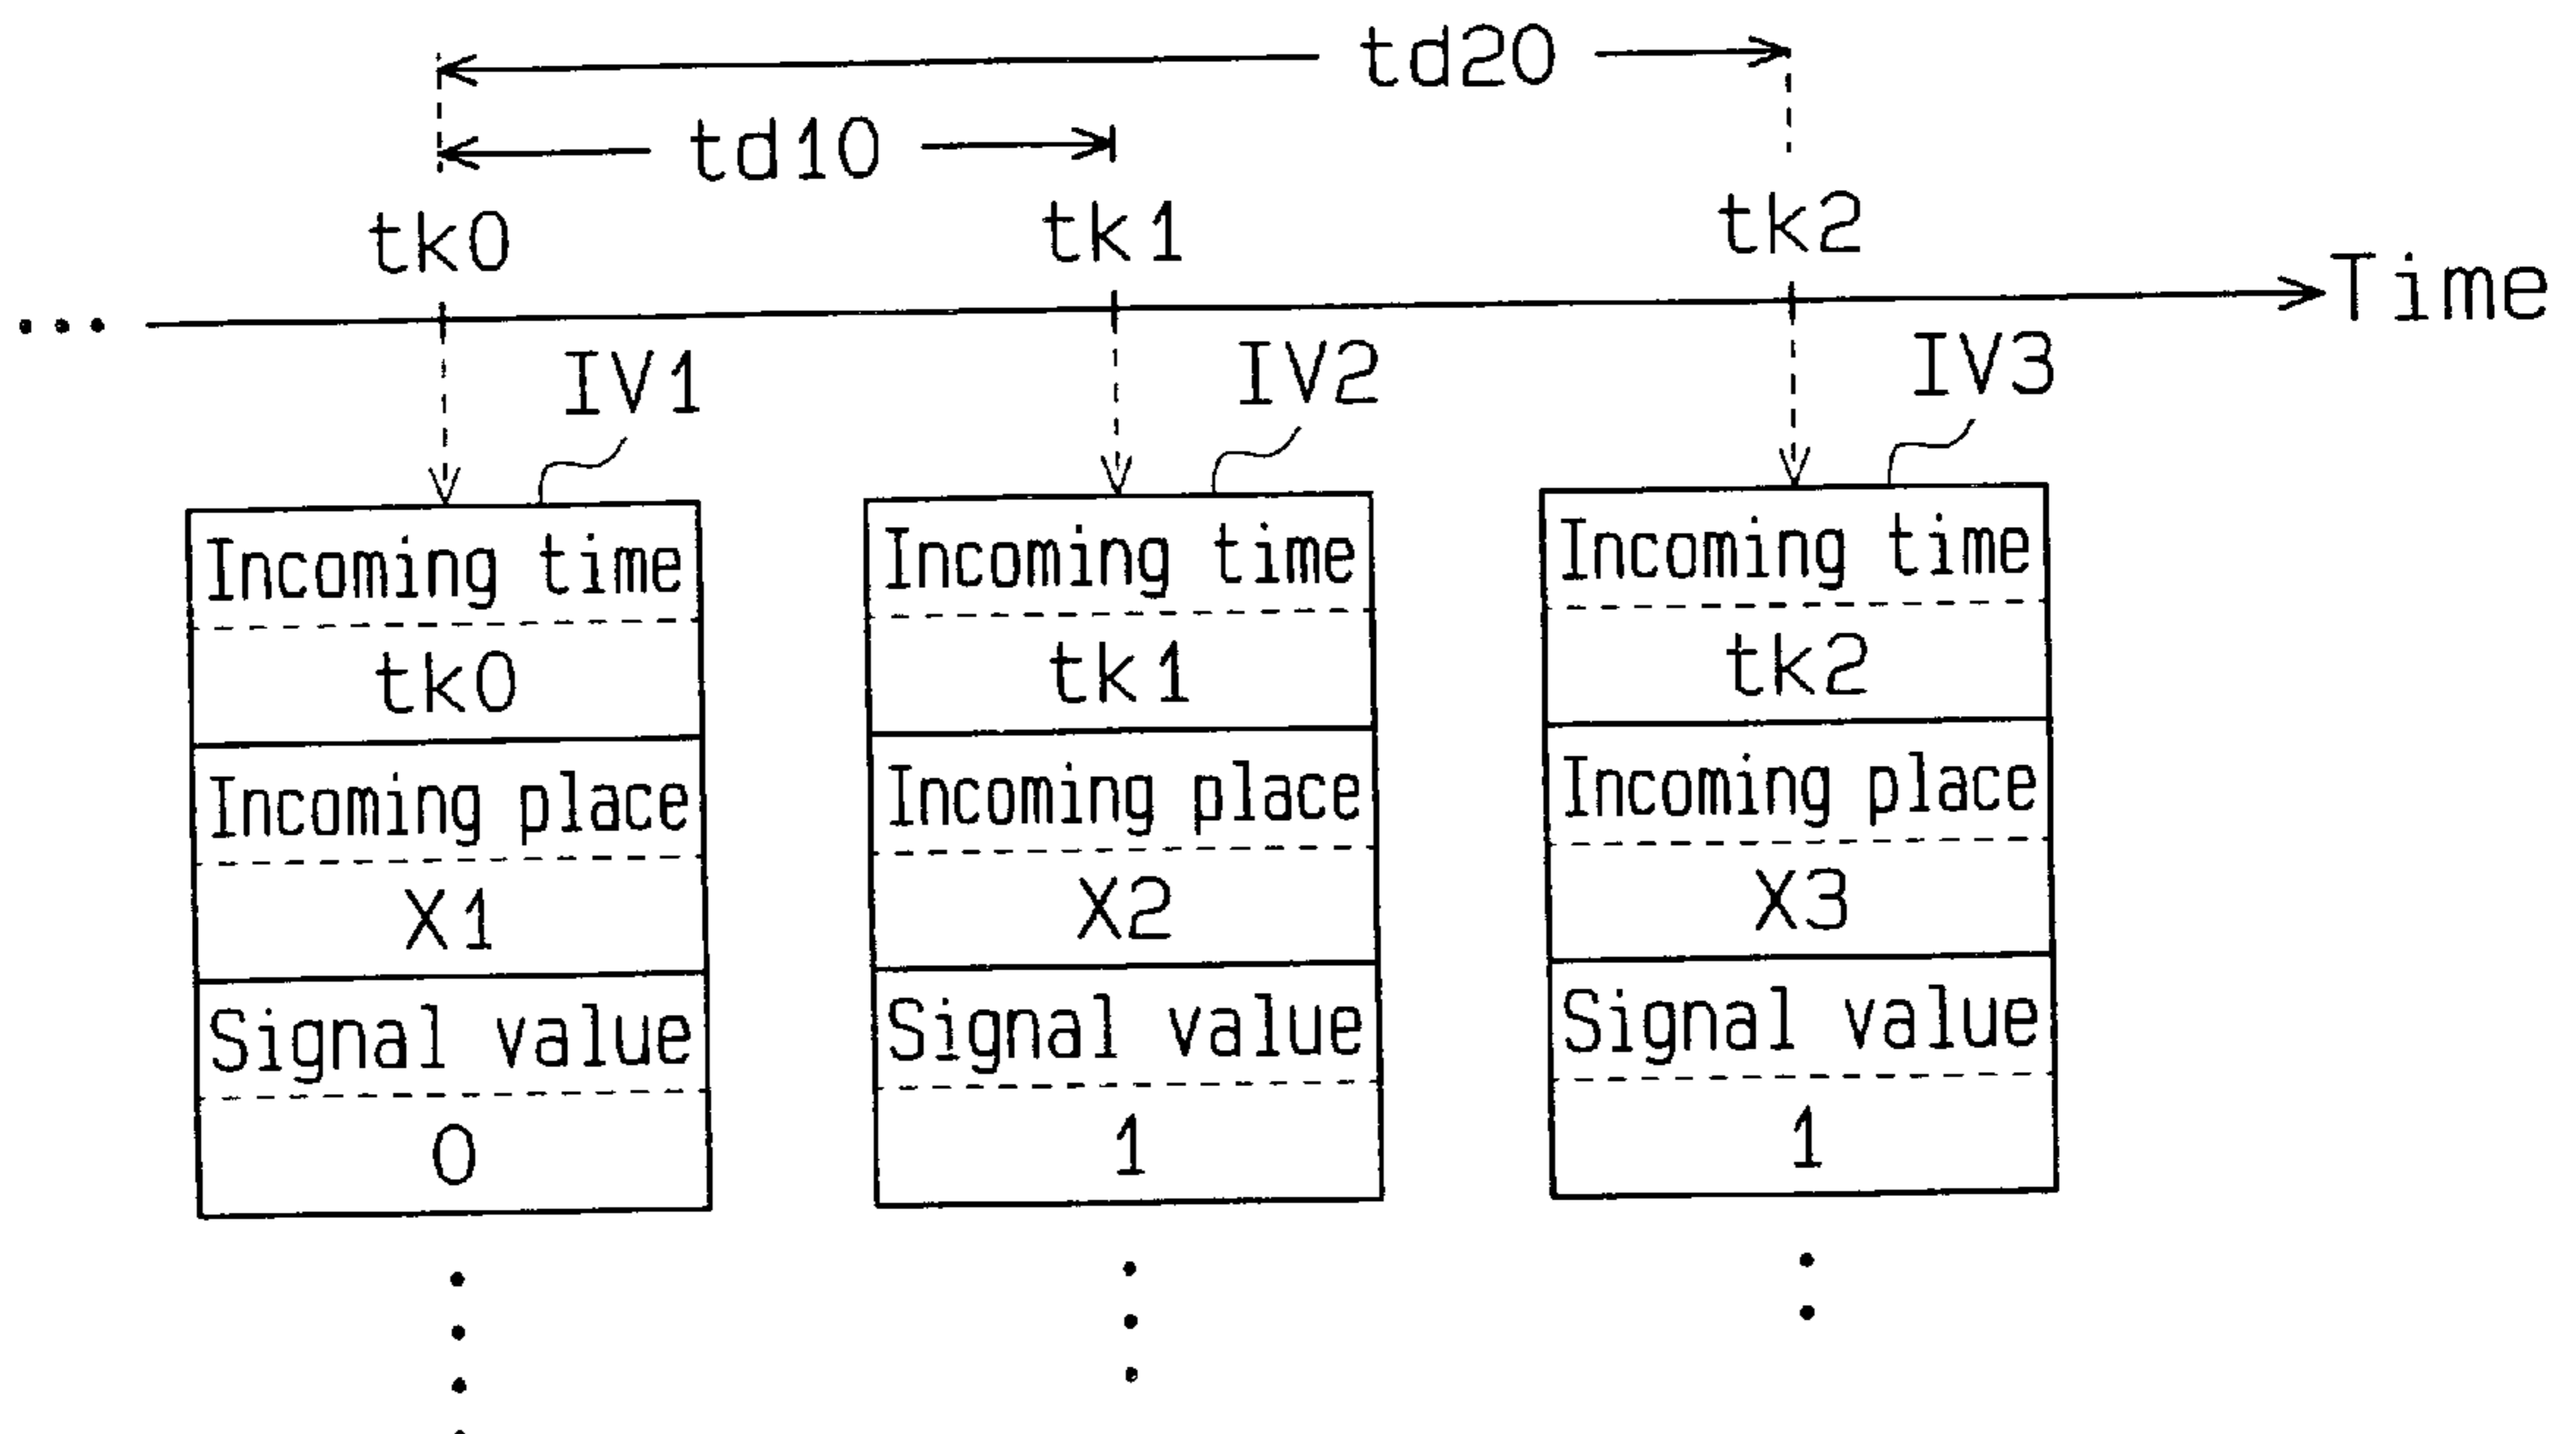 td20
td10
tk0 tk1 tk2
... Time
IV1 IV2 IV3
Incoming time Incoming time Incoming time
tk0 tk1 tk2
Incoming place Incoming place Incoming place
X1 X2 X3
Signal value Signal value Signal value
0 1 1